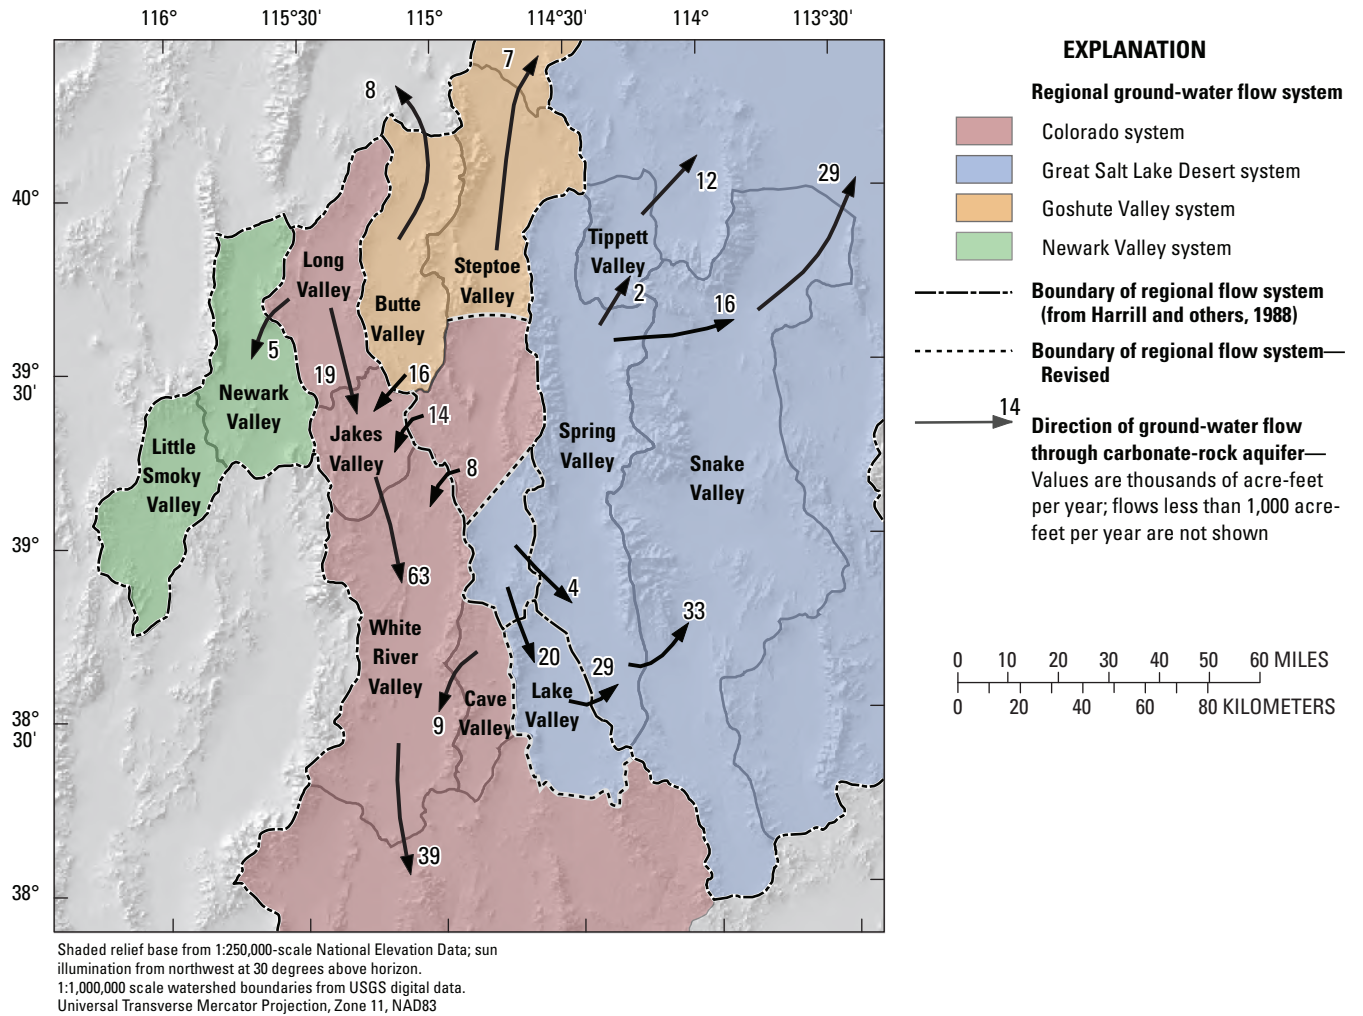 116°
115°30'
115°
114°30'
114°
113°30'
40°
39°
30'
39°
38°
30'
38°
8
7
12
29
Tippett
Valley
Long
Valley
Steptoe
Valley
Butte
Valley
2
16
5
19
16
14
Newark
Valley
Jakes
Valley
Spring
Valley
Little
Smoky
Valley
8
Snake
Valley
63
4
33
White
River
Valley
20
29
Lake
Valley
Cave
Valley
9
39
EXPLANATION
Regional ground-water flow system
Colorado system
Great Salt Lake Desert system
Goshute Valley system
Newark Valley system
Boundary of regional flow system
(from Harrill and others, 1988)
Boundary of regional flow system—
Revised
14
Direction of ground-water flow
through carbonate-rock aquifer—
Values are thousands of acre-feet
per year; flows less than 1,000 acre-
feet per year are not shown
0 10 20 30 40 50 60 MILES
0 20 40 60 80 KILOMETERS
Shaded relief base from 1:250,000-scale National Elevation Data; sun
illumination from northwest at 30 degrees above horizon.
1:1,000,000 scale watershed boundaries from USGS digital data.
Universal Transverse Mercator Projection, Zone 11, NAD83